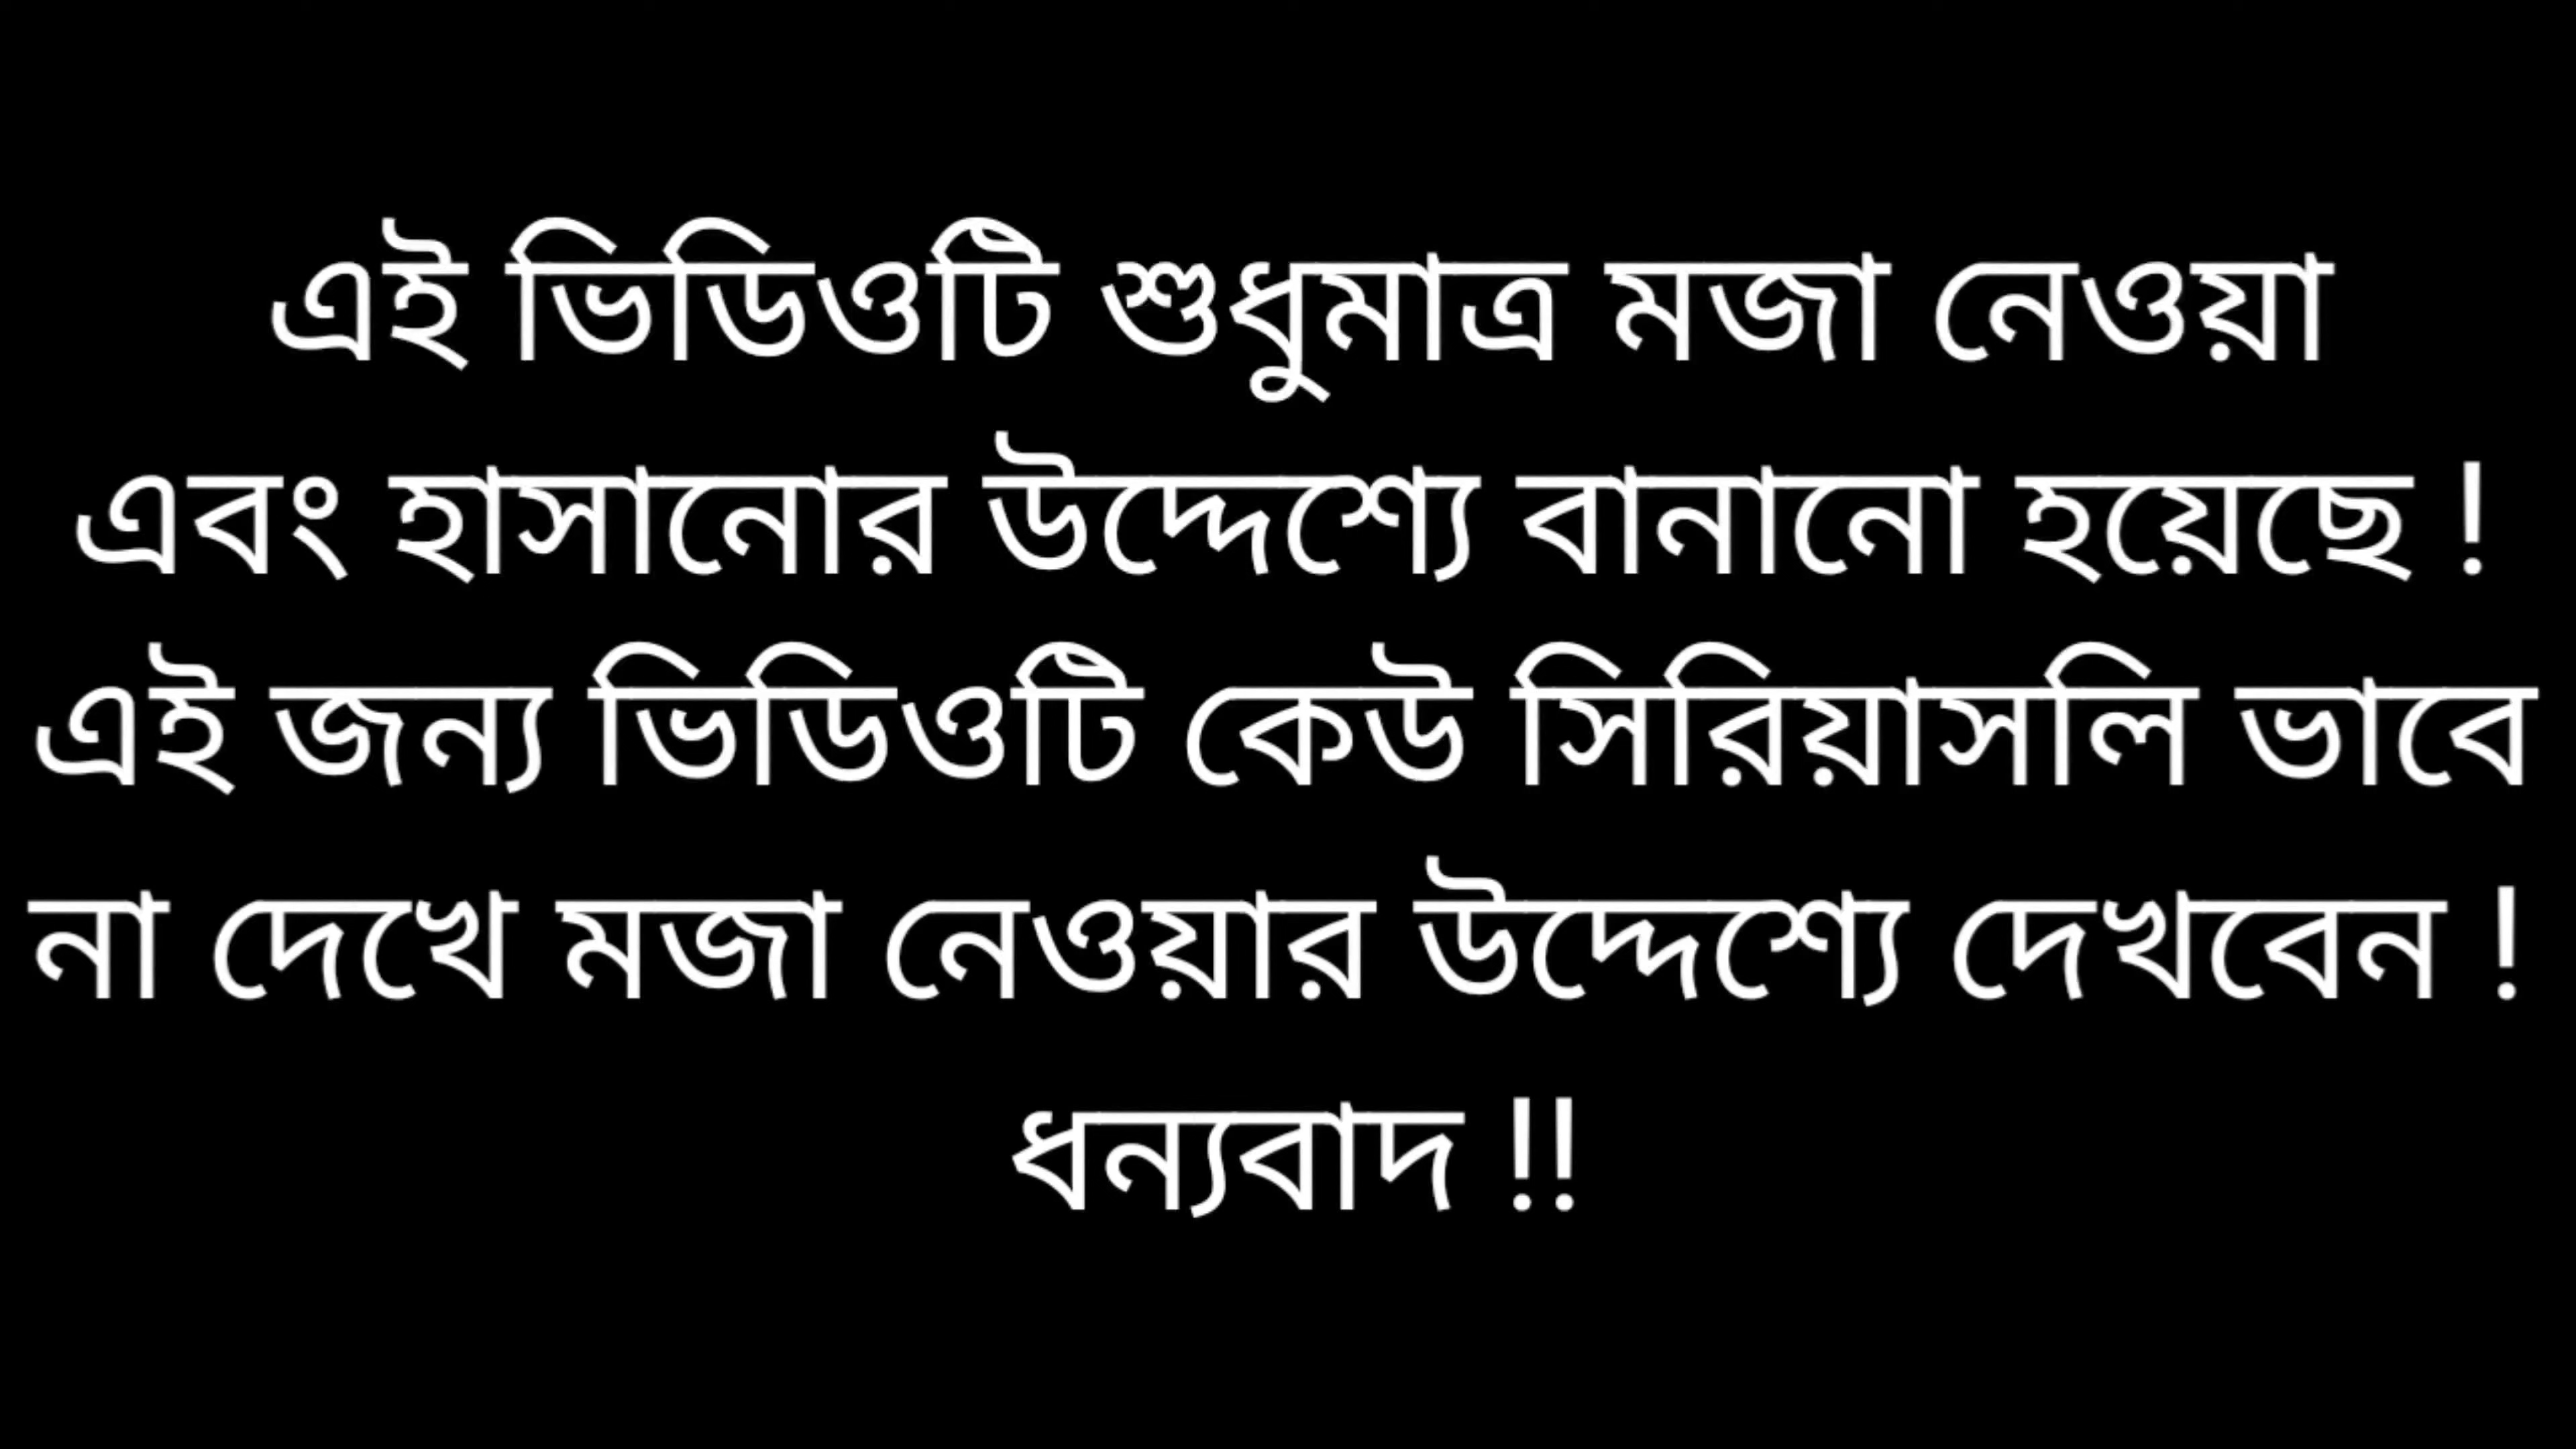 এই ভিডিওটি শুধুমাত্র মজা নেওয়া
এবং হাসানোর উদ্দেশ্যে বানানো হয়েছে !
এই জন্য ভিডিওটি কেউ সিরিয়াসলি ভাবে
না দেখে মজা নেওয়ার উদ্দেশ্যে দেখবেন !
ধন্যবাদ !!